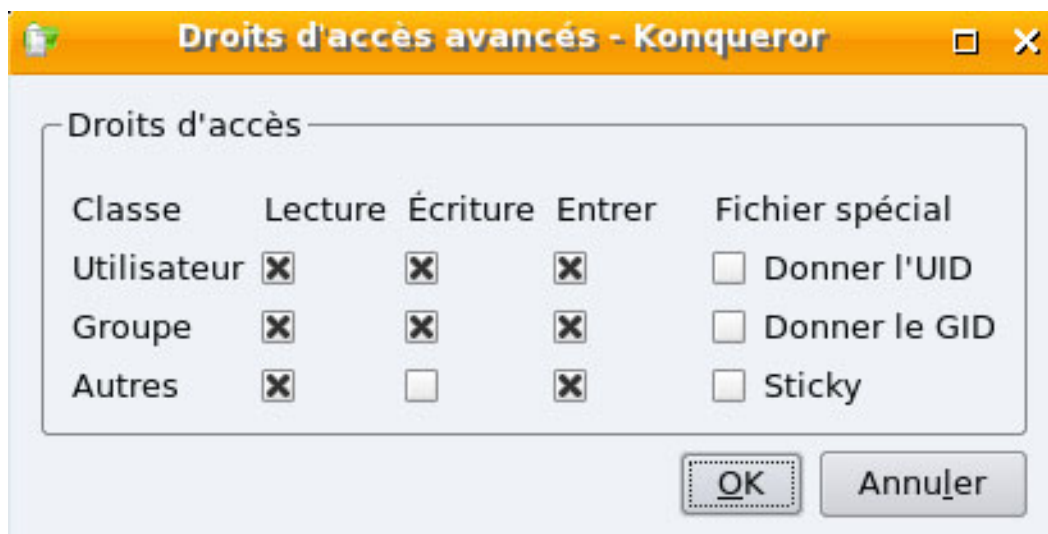 Droits d'accès avancés - Konqueror
Droits d'accès
Classe Lecture Écriture Entrer Fichier spécial
Utilisateur Donner l'UID
Groupe Donner le GID
Autres Sticky
OK Annuler